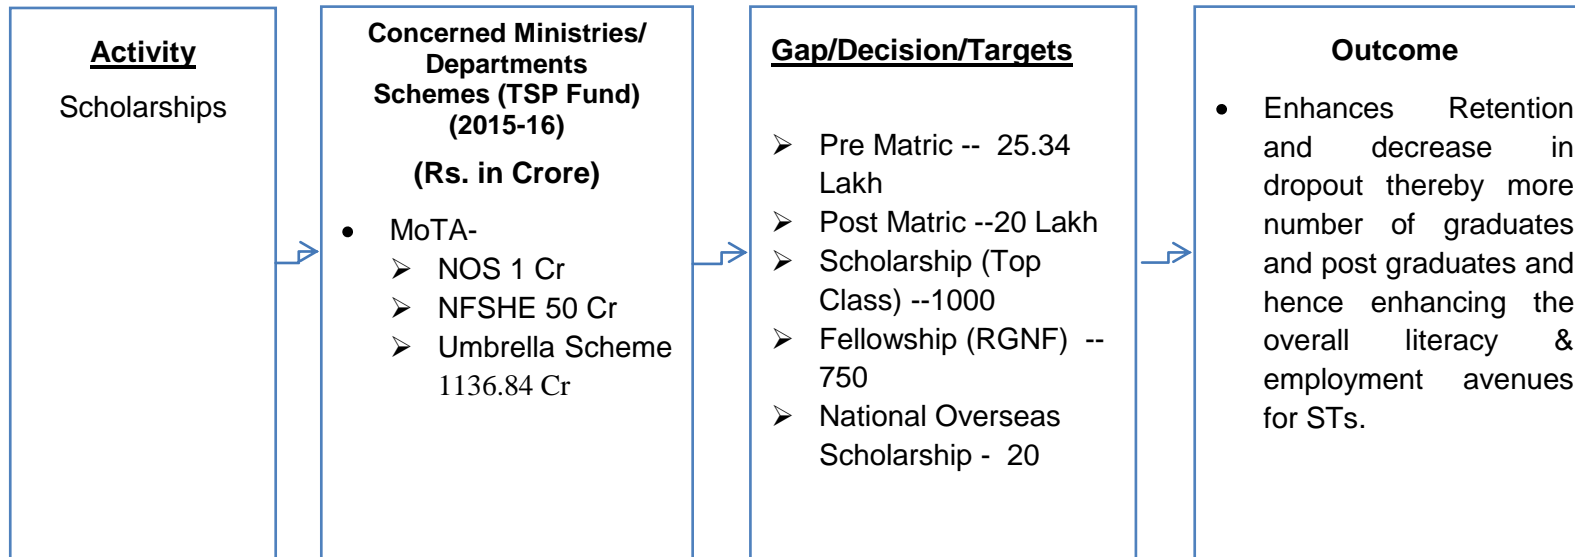 Activity
Scholarships
Concerned Ministries/
Departments
Schemes (TSP Fund)
(2015-16)
(Rs. in Crore)
• MoTA-
➢ NOS 1 Cr
➢ NFSHE 50 Cr
➢ Umbrella Scheme
1136.84 Cr
Gap/Decision/Targets
➢ Pre Matric -- 25.34
Lakh
➢ Post Matric --20 Lakh
➢ Scholarship (Top
Class) --1000
➢ Fellowship (RGNF) --
750
➢ National Overseas
Scholarship - 20
Outcome
• Enhances Retention
and decrease in
dropout thereby more
number of graduates
and post graduates and
hence enhancing the
overall literacy &
employment avenues
for STs.